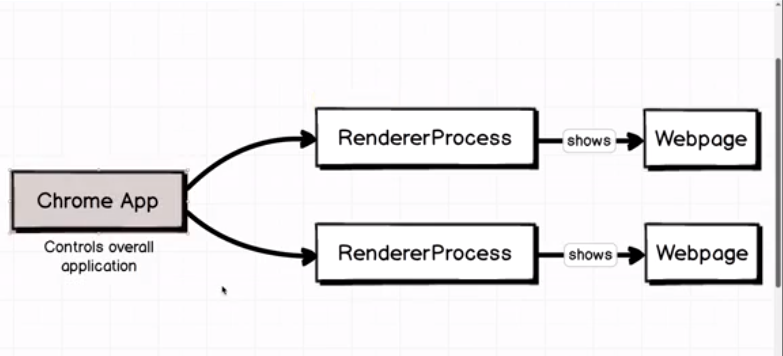 RendererProcess
shows
Webpage
Chrome App
Controls overall
application
RendererProcess
shows
Webpage